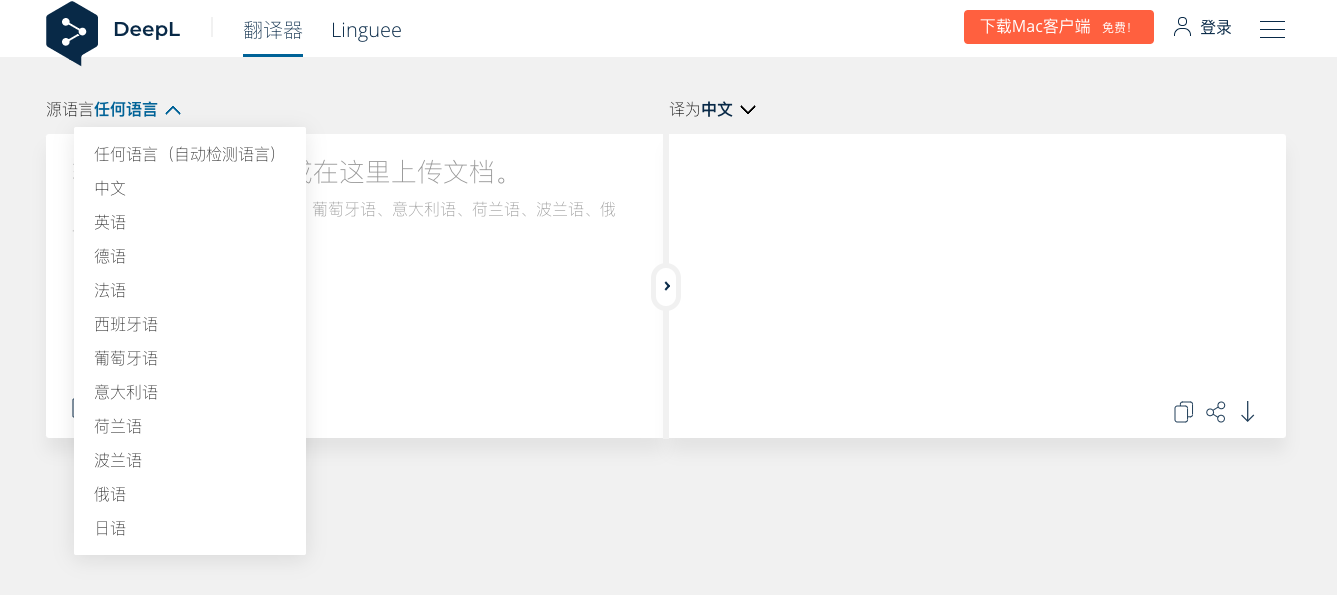 DeepL
翻译器
Linguee
下载Mac客户端 免费!
登录
源语言任何语言
译为中文
任何语言（自动检测语言）
中文
英语
德语
法语
西班牙语
葡萄牙语
意大利语
荷兰语
波兰语
俄语
日语
在这里上传文档。
葡萄牙语、意大利语、荷兰语、波兰语、俄